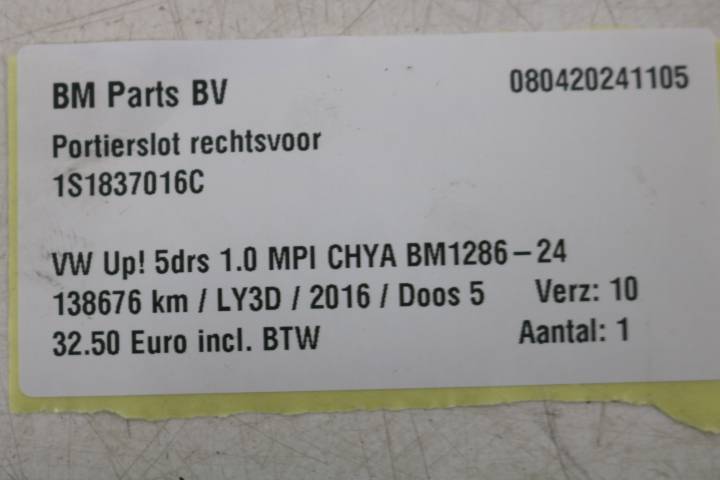 BM Parts BV 080420241105
Portierslot rechtsvoor
1S1837016C
VW Up! 5drs 1.0 MPI CHYA BM1286-24
138676 km / LY3D / 2016 / Doos 5 Verz: 10
32.50 Euro incl. BTW Aantal: 1